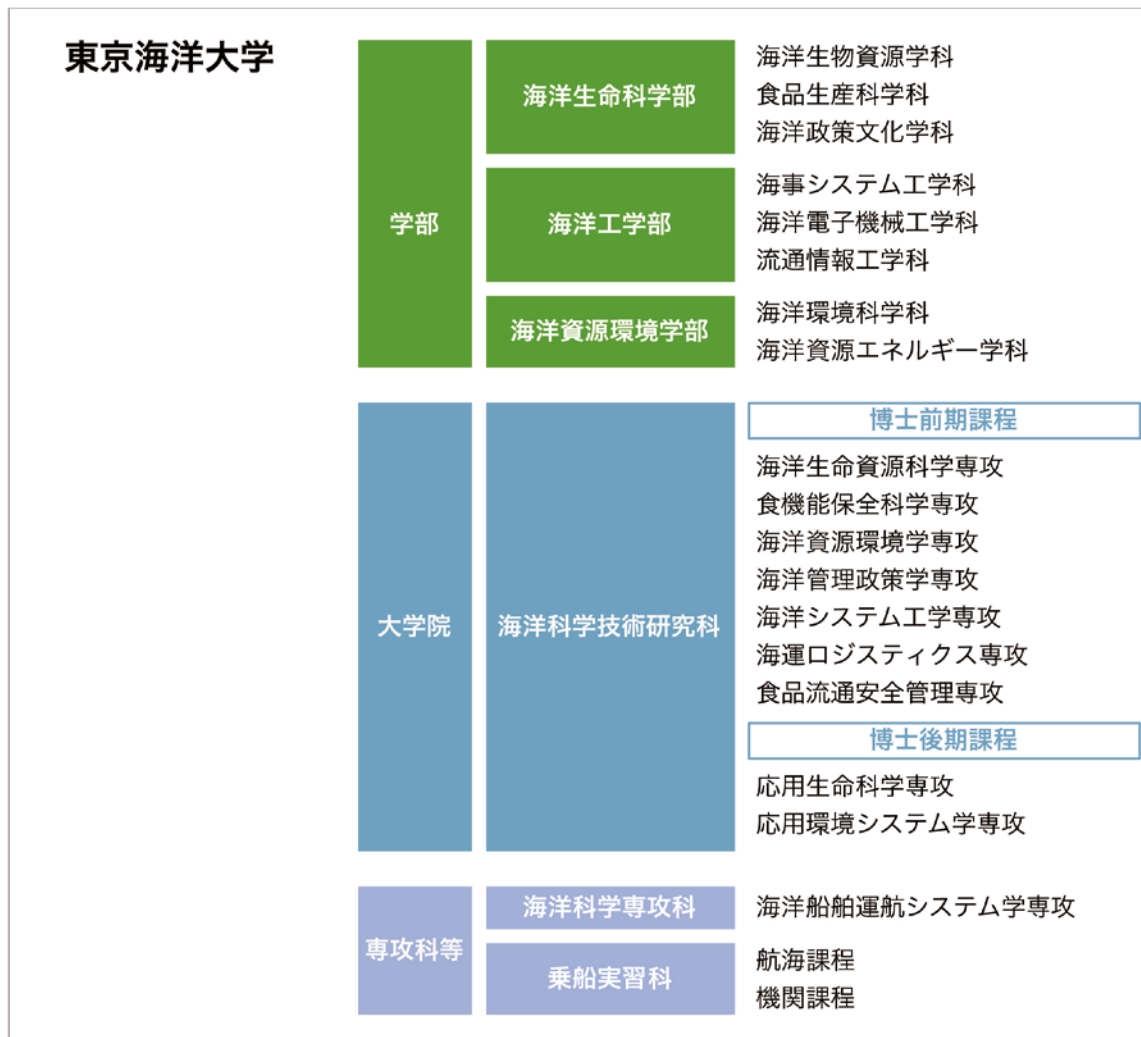 東京海洋大学
学部
海洋生命科学部
海洋生物資源学科
食品生産科学科
海洋政策文化学科
海洋工学部
海事システム工学科
海洋電子機械工学科
流通情報工学科
海洋資源環境学部
海洋環境科学科
海洋資源エネルギー学科
大学院
海洋科学技術研究科
博士前期課程
海洋生命資源科学専攻
食機能保全科学専攻
海洋資源環境学専攻
海洋管理政策学専攻
海洋システム工学専攻
海運ロジスティクス専攻
食品流通安全管理専攻
博士後期課程
応用生命科学専攻
応用環境システム学専攻
専攻科等
海洋科学専攻科
海洋船舶運航システム学専攻
乗船実習科
航海課程
機関課程